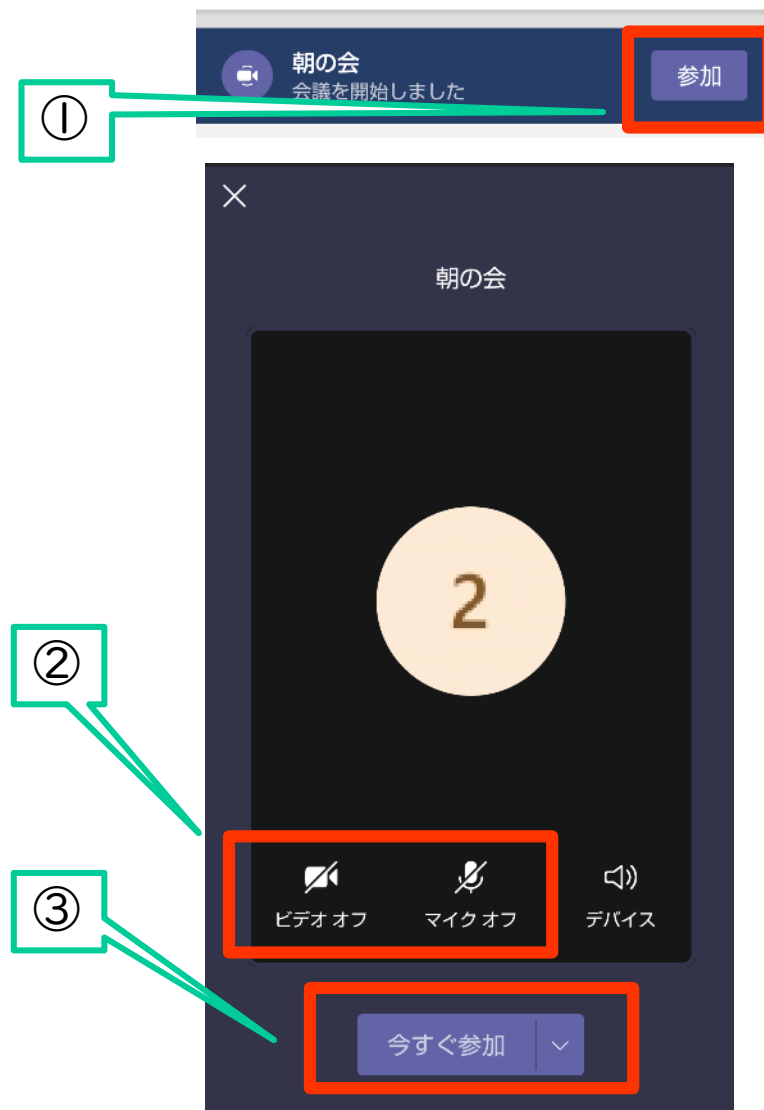 朝の会
会議を開始しました
参加
①
朝の会
2
②
ビデオ オフ マイク オフ デバイス
③
今すぐ参加